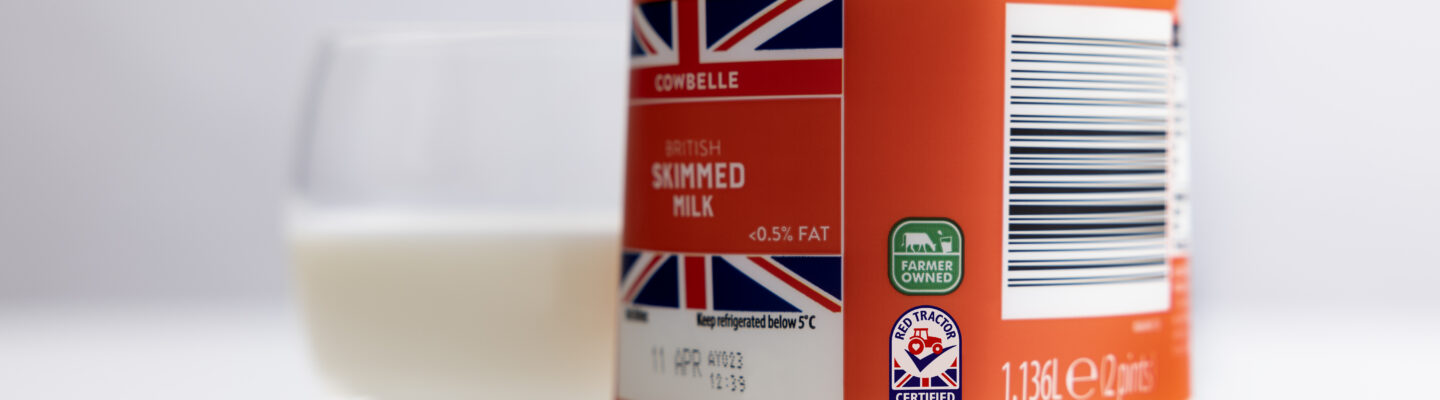 COWBELLE
BRITISH
SKIMMED
MILK
<0.5% FAT
Keep refrigerated below 5°C
11 APR AY023
12:39
FARMER
OWNED
RED TRACTOR
CERTIFIED
1.136L e (2 pints)